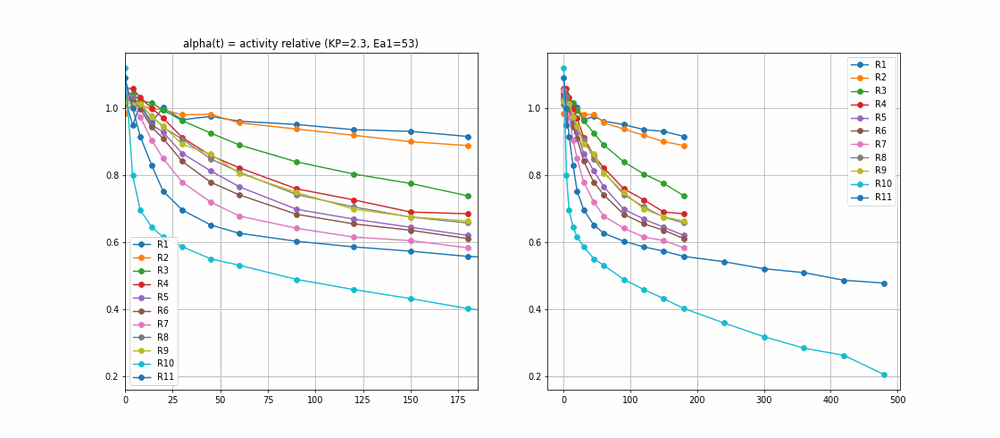 alpha(t) = activity relative (KP=2.3, Ea1=53)
1.0
0.8
0.6
0.4
0.2
R1
R2
R3
R4
R5
R6
R7
R8
R9
R10
R11
0 25 50 75 100 125 150 175
1.0
0.8
0.6
0.4
0.2
R1
R2
R3
R4
R5
R6
R7
R8
R9
R10
R11
0 100 200 300 400 500